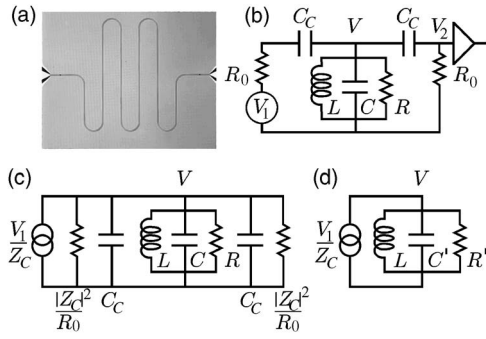 (a)
(b)
C_C
V
C_C
V_2
R_0
V_1
L
C
R
R_0
(c)
V
V_1/Z_C
|Z_C|^2/R_0
C_C
L
C
R
C_C
|Z_C|^2/R_0
(d)
V
V_1/Z_C
L
C'
R'